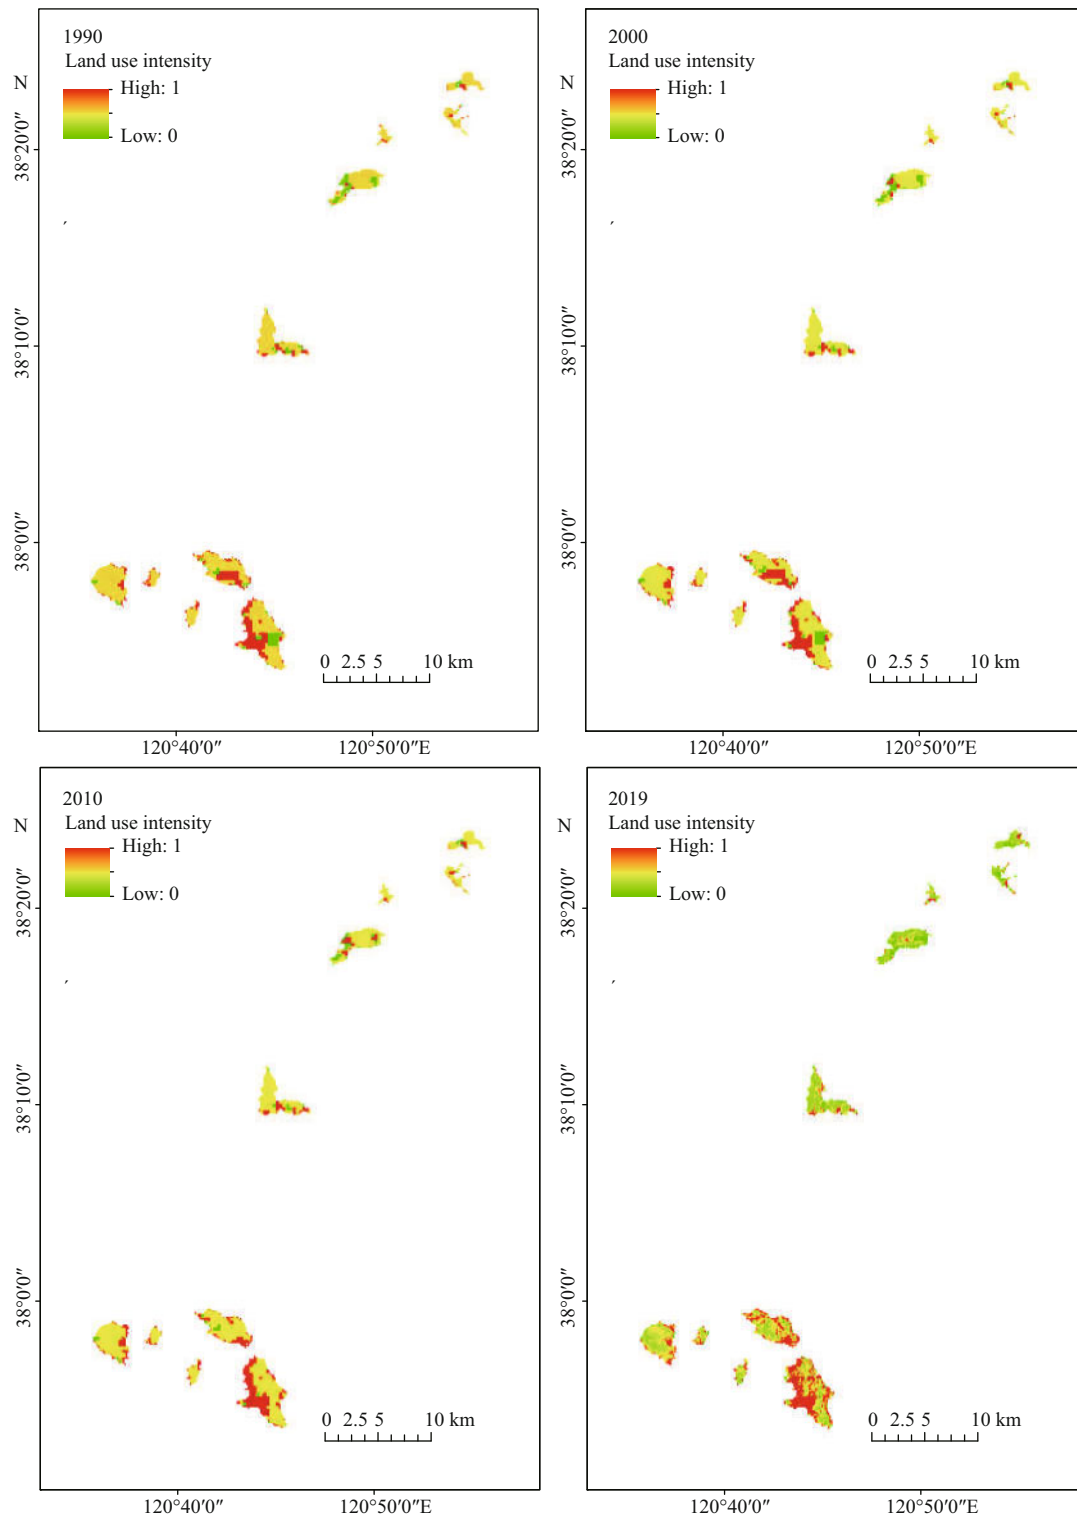 1990
Land use intensity
N
High: 1
Low: 0
38°20′0″
38°10′0″
38°0′0″
0 2.5 5 10 km
120°40′0″ 120°50′0″E
2000
Land use intensity
N
High: 1
Low: 0
38°20′0″
38°10′0″
38°0′0″
0 2.5 5 10 km
120°40′0″ 120°50′0″E
2010
Land use intensity
N
High: 1
Low: 0
38°20′0″
38°10′0″
38°0′0″
0 2.5 5 10 km
120°40′0″ 120°50′0″E
2019
Land use intensity
N
High: 1
Low: 0
38°20′0″
38°10′0″
38°0′0″
0 2.5 5 10 km
120°40′0″ 120°50′0″E